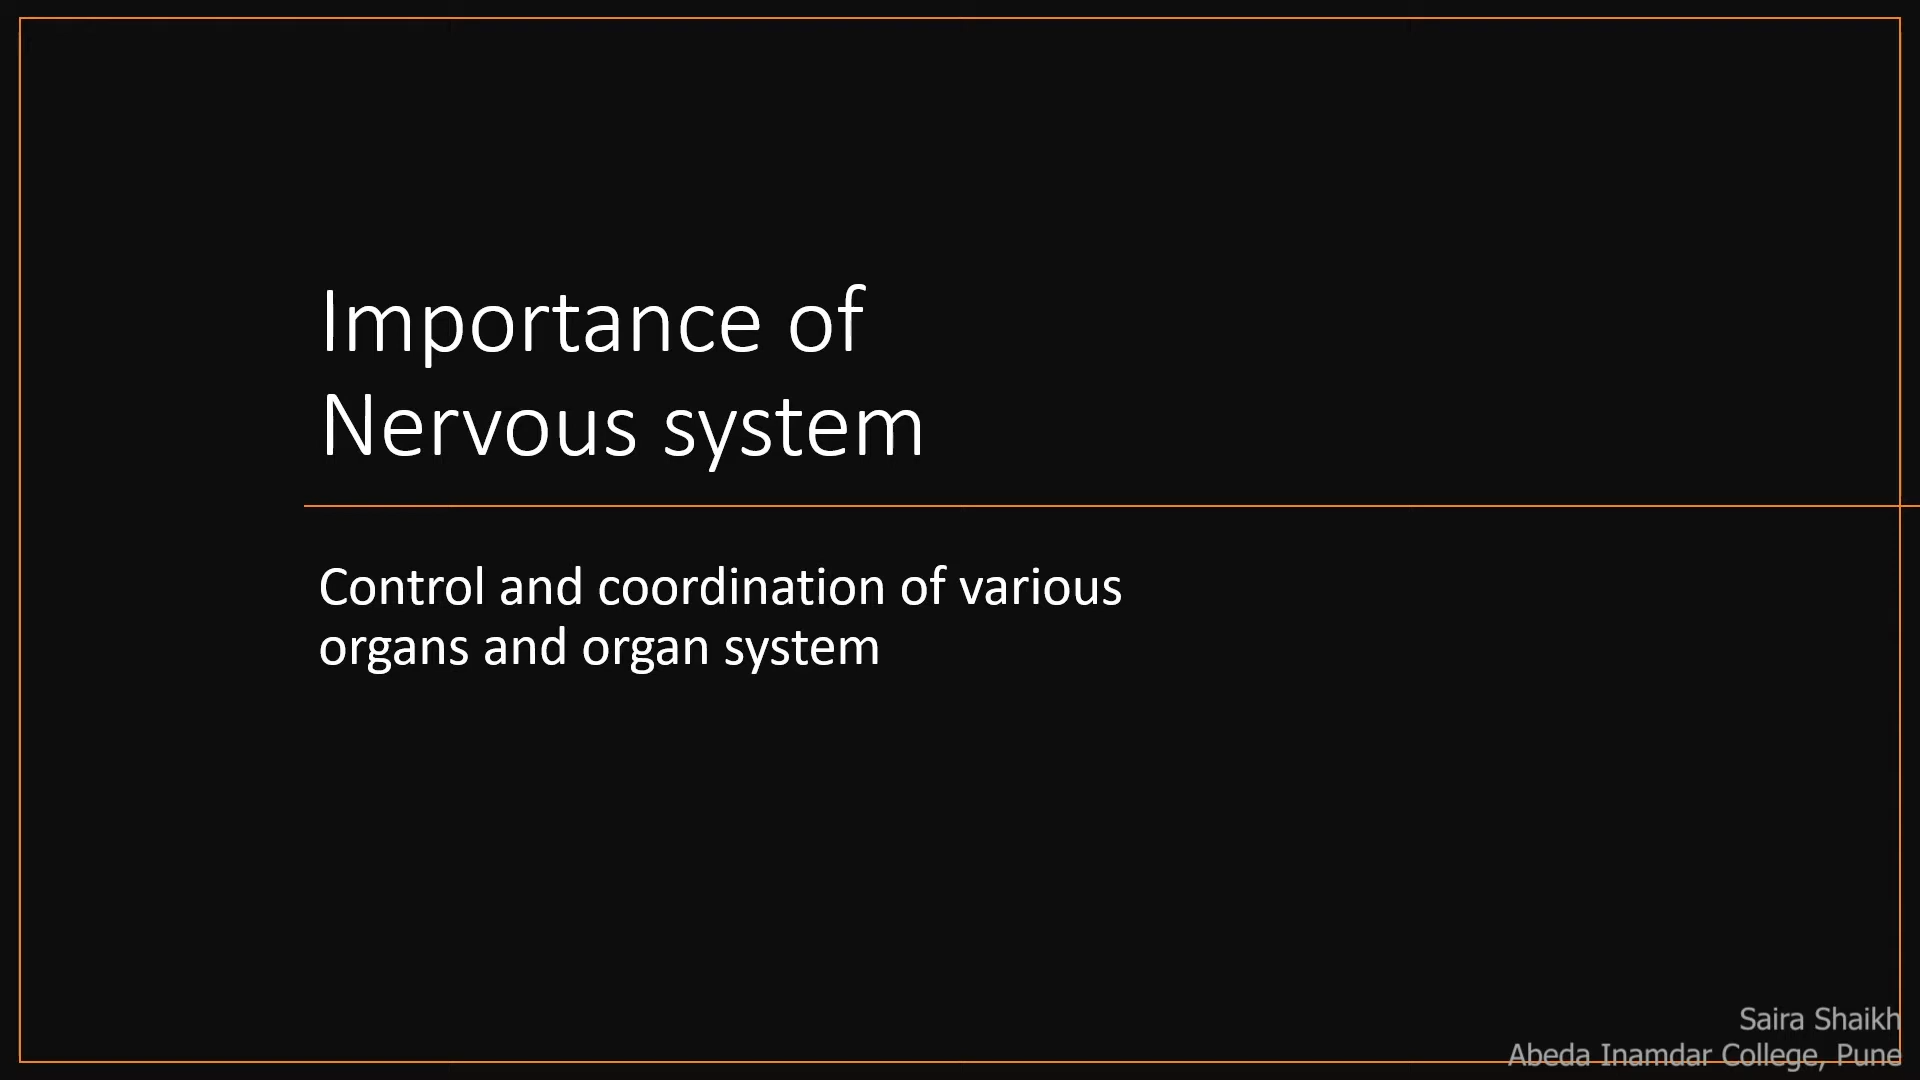 Importance of
Nervous system
Control and coordination of various
organs and organ system
Saira Shaikh
Abeda Inamdar College, Pune